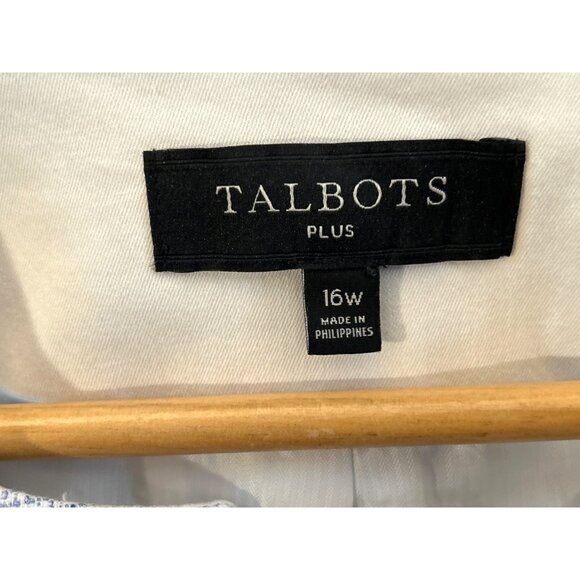 TALBOTS
PLUS
16W
MADE IN
PHILIPPINES